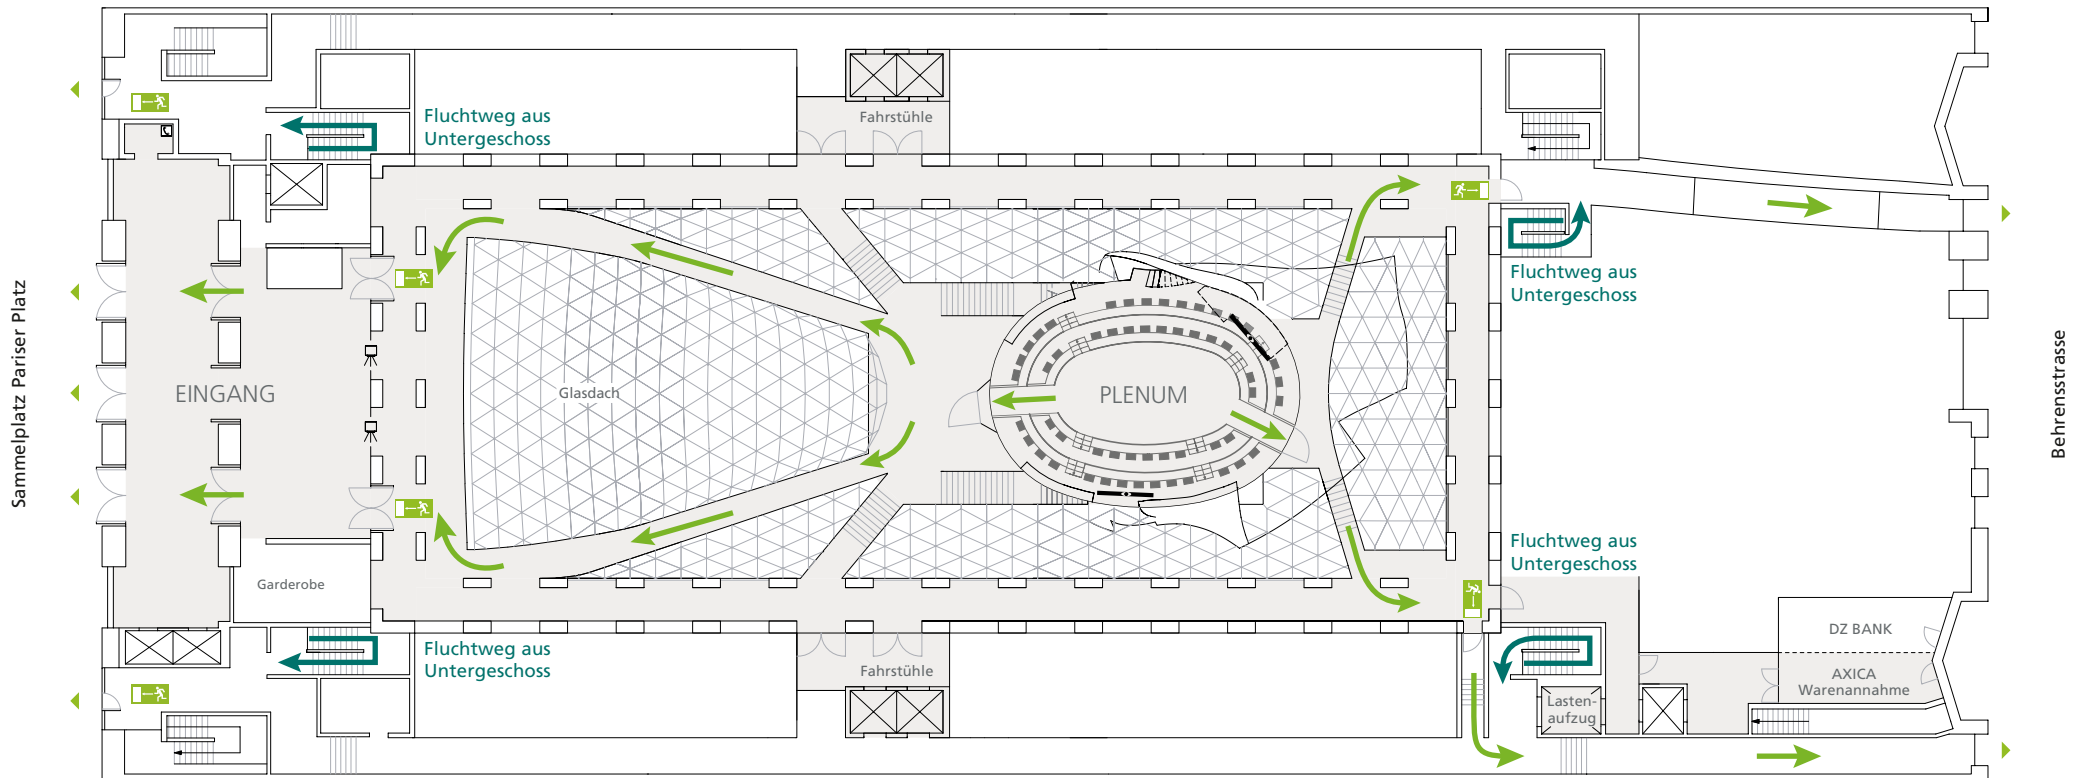 Sammelplatz Pariser Platz
Fluchtweg aus
Untergeschoss
Fahrstühle
Fluchtweg aus
Untergeschoss
EINGANG
Glasdach
PLENUM
Behrensstrasse
Fluchtweg aus
Untergeschoss
Garderobe
Fluchtweg aus
Untergeschoss
Fahrstühle
DZ BANK
AXICA
Warenannahme
Lasten-
aufzug